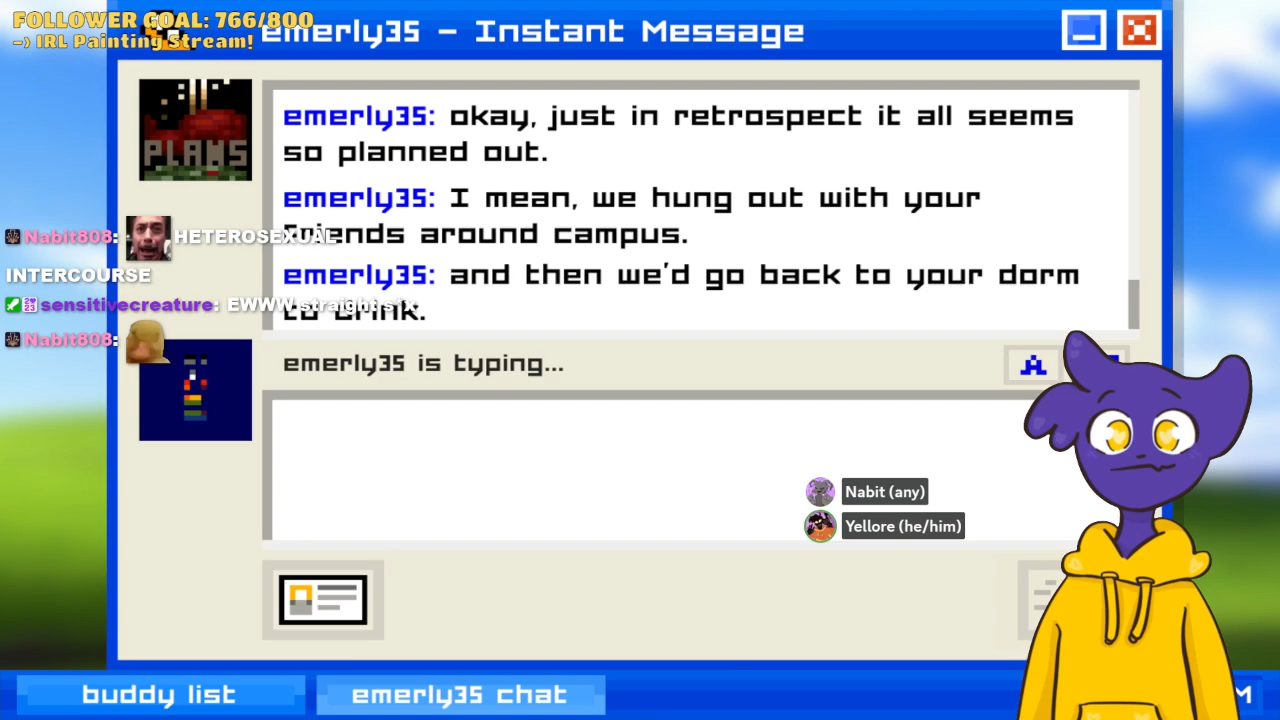 FOLLOWER GOAL: 766/800
-> IRL Painting Stream!
emerly35 - Instant Message
PLANS
emerly35: okay, just in retrospect it all seems
so planned out.
emerly35: I mean, we hung out with your
friends around campus.
Nabit808: , HETEROSEXUAL
INTERCOURSE
emerly35: and then we'd go back to your dorm
to drink.
sensitivecreature: EWWW straight s*x
Nabit808:
emerly35 is typing...
A
Nabit (any)
Yellore (he/him)
buddy list
emerly35 chat
M